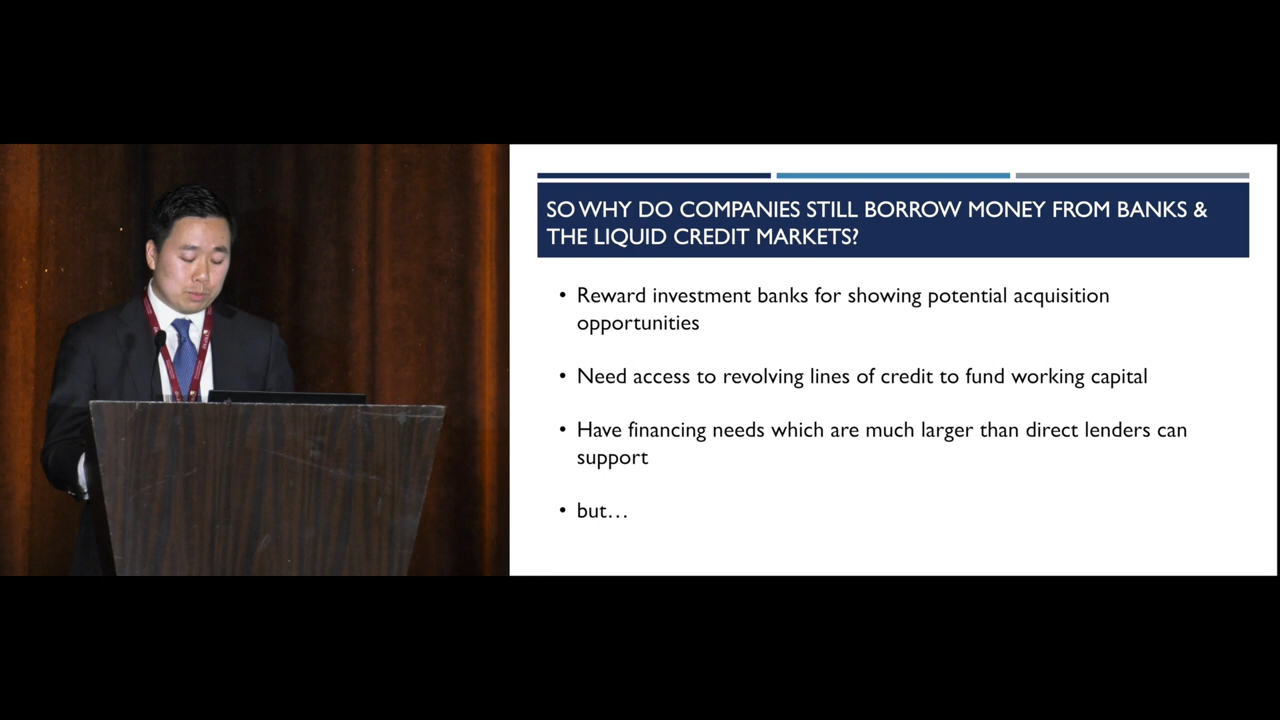 SO WHY DO COMPANIES STILL BORROW MONEY FROM BANKS &
THE LIQUID CREDIT MARKETS?
• Reward investment banks for showing potential acquisition
opportunities
• Need access to revolving lines of credit to fund working capital
• Have financing needs which are much larger than direct lenders can
support
• but…